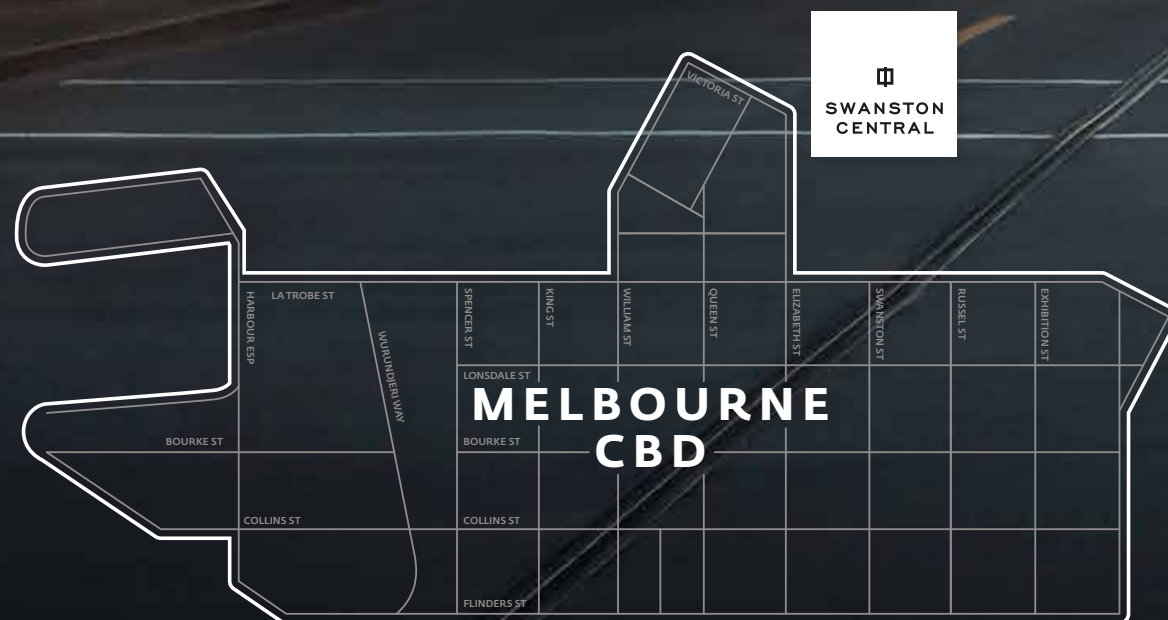 VICTORIA ST
SWANSTON
CENTRAL
LA TROBE ST
HARBOUR ESP
WURUNDJERI WAY
SPENCER ST
KING ST
WILLIAM ST
QUEEN ST
ELIZABETH ST
SWANSTON ST
RUSSEL ST
EXHIBITION ST
LONSDALE ST
MELBOURNE
CBD
BOURKE ST
BOURKE ST
COLLINS ST
COLLINS ST
FLINDERS ST